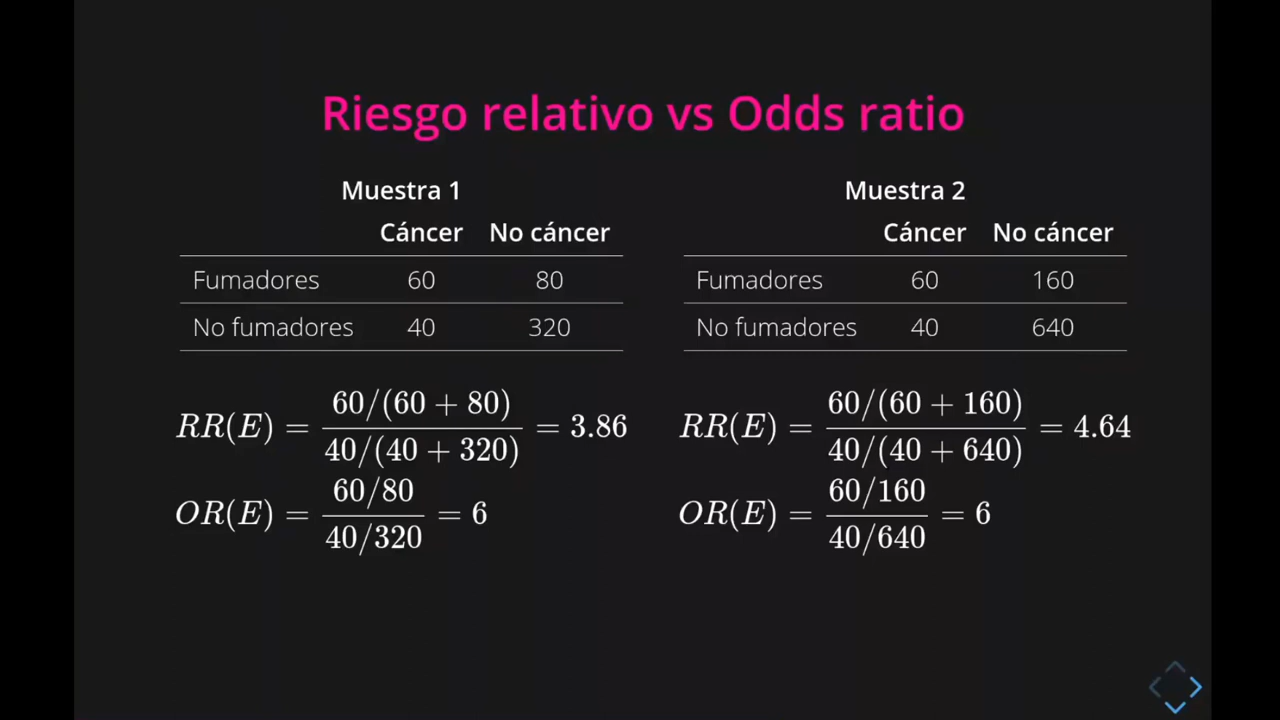 Riesgo relativo vs Odds ratio
Muestra 1
Cáncer No cáncer
Fumadores 60 80
No fumadores 40 320
RR(E) = 60/(60 + 80) / 40/(40 + 320) = 3.86
OR(E) = 60/80 / 40/320 = 6
Muestra 2
Cáncer No cáncer
Fumadores 60 160
No fumadores 40 640
RR(E) = 60/(60 + 160) / 40/(40 + 640) = 4.64
OR(E) = 60/160 / 40/640 = 6